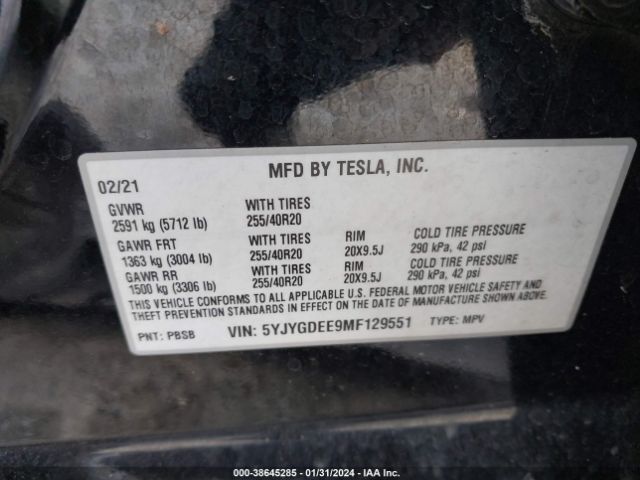 MFD BY TESLA, INC.
02/21
GVWR WITH TIRES
2591 kg (5712 lb) 255/40R20
GAWR FRT WITH TIRES RIM COLD TIRE PRESSURE
1363 kg (3004 lb) 255/40R20 20X9.5J 290 kPa, 42 psi
GAWR RR WITH TIRES RIM COLD TIRE PRESSURE
1500 kg (3306 lb) 255/40R20 20X9.5J 290 kPa, 42 psi
THIS VEHICLE CONFORMS TO ALL APPLICABLE U.S. FEDERAL MOTOR VEHICLE SAFETY AND
THEFT PREVENTION STANDARDS IN EFFECT ON THE DATE OF MANUFACTURE SHOWN ABOVE.
PNT: PBSB VIN: 5YJYGDEE9MF129551 TYPE: MPV
000-38645285 - 01/31/2024 - IAA Inc.